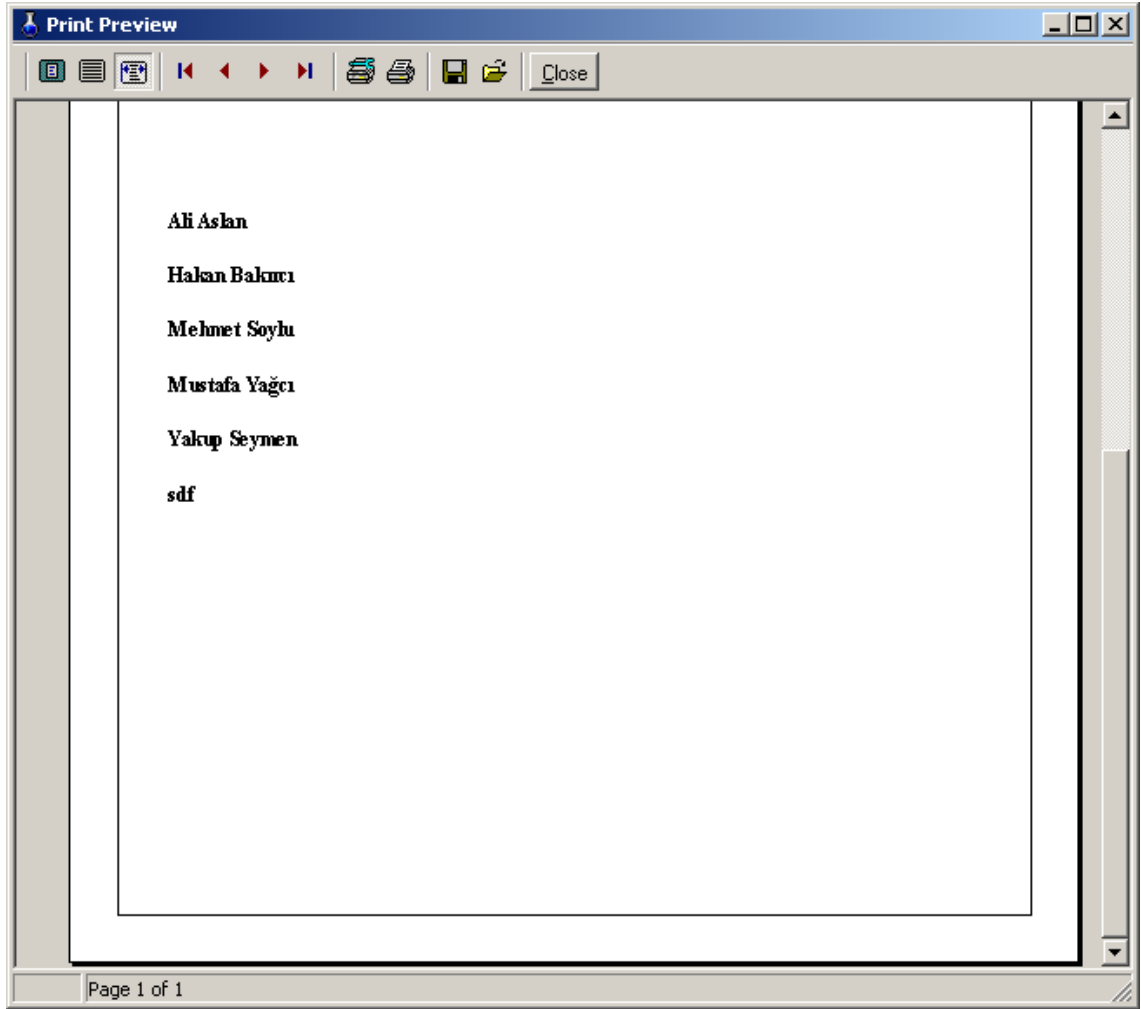 Print Preview
Close
Ali Aslan
Hakan Bakırcı
Mehmet Soylu
Mustafa Yağcı
Yakup Seymen
sdf
Page 1 of 1